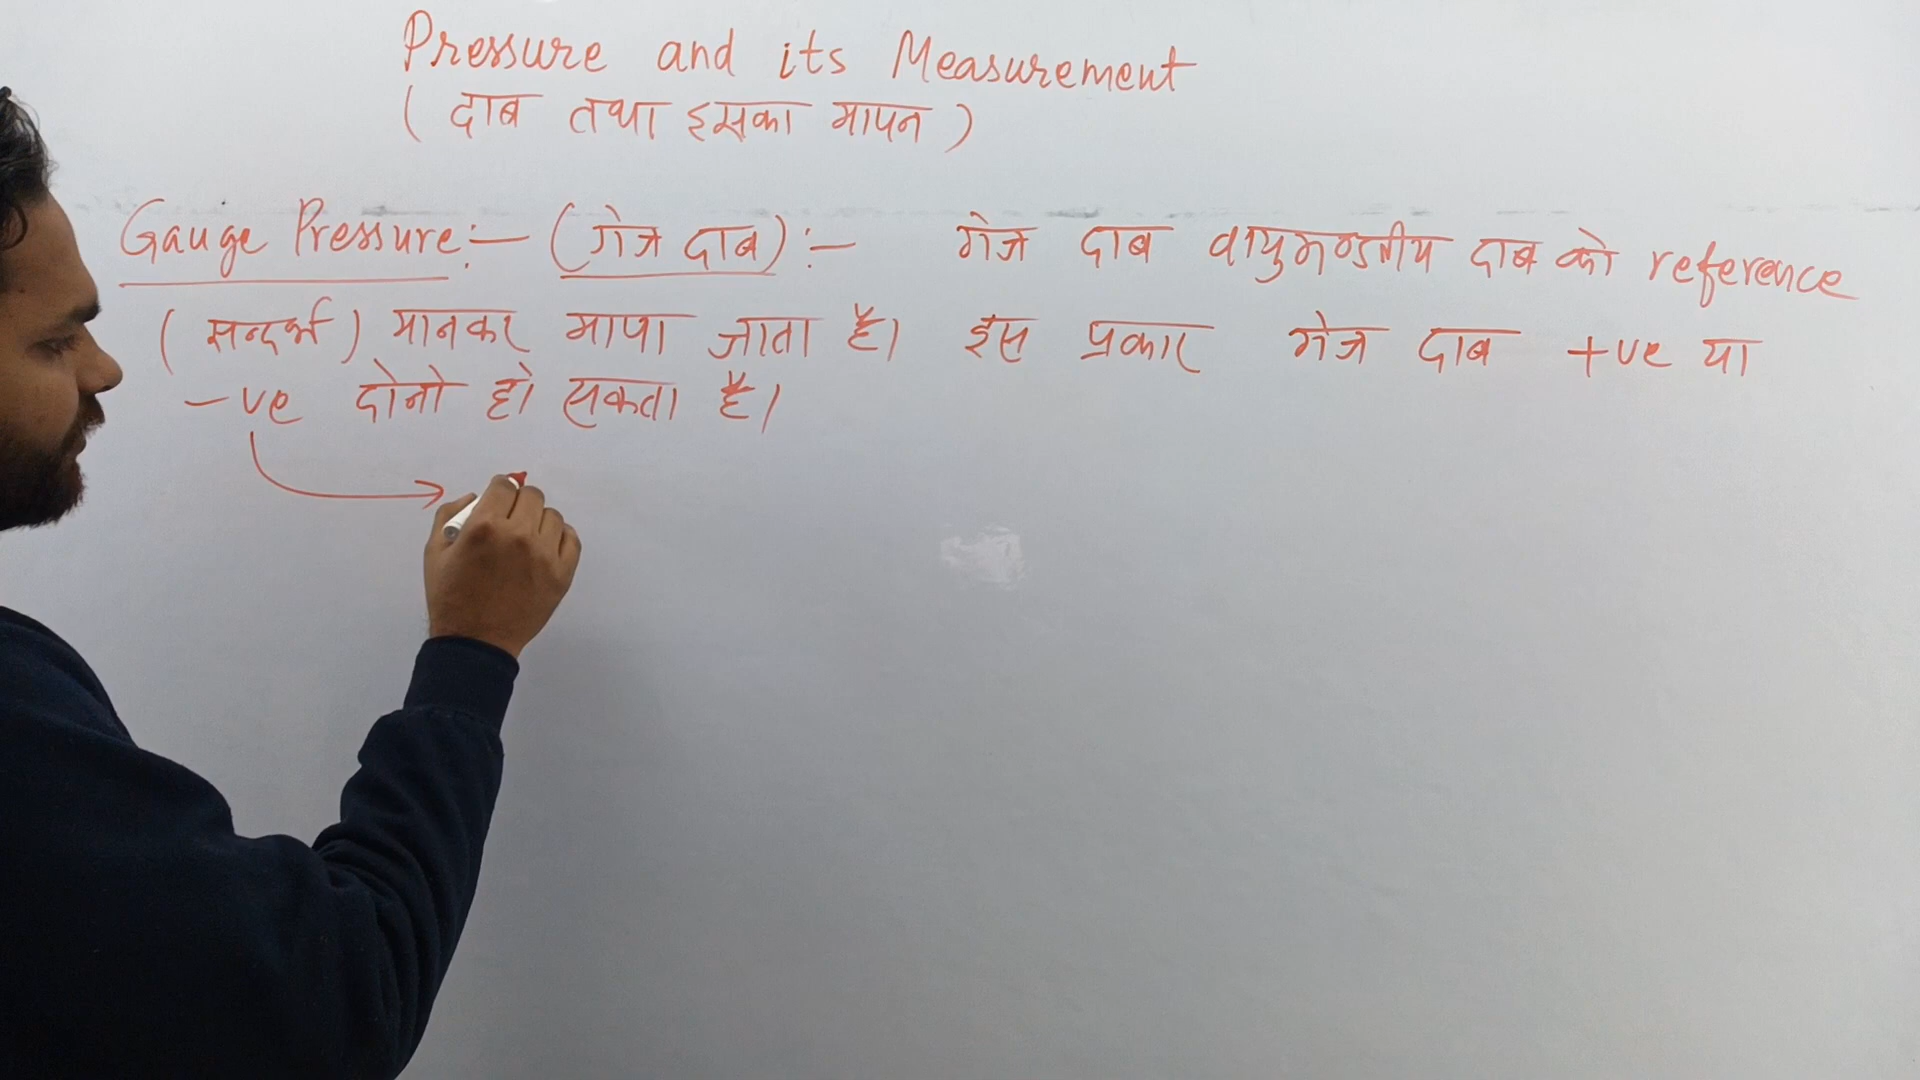 Pressure and its Measurement
( दाब तथा इसका मापन )
Gauge Pressure :- (गेज दाब) :- गेज दाब वायुमण्डलीय दाब को reference
( सन्दर्भ ) मानकर मापा जाता है। इस प्रकार गेज दाब +ve या
-ve दोनो हो सकता है।